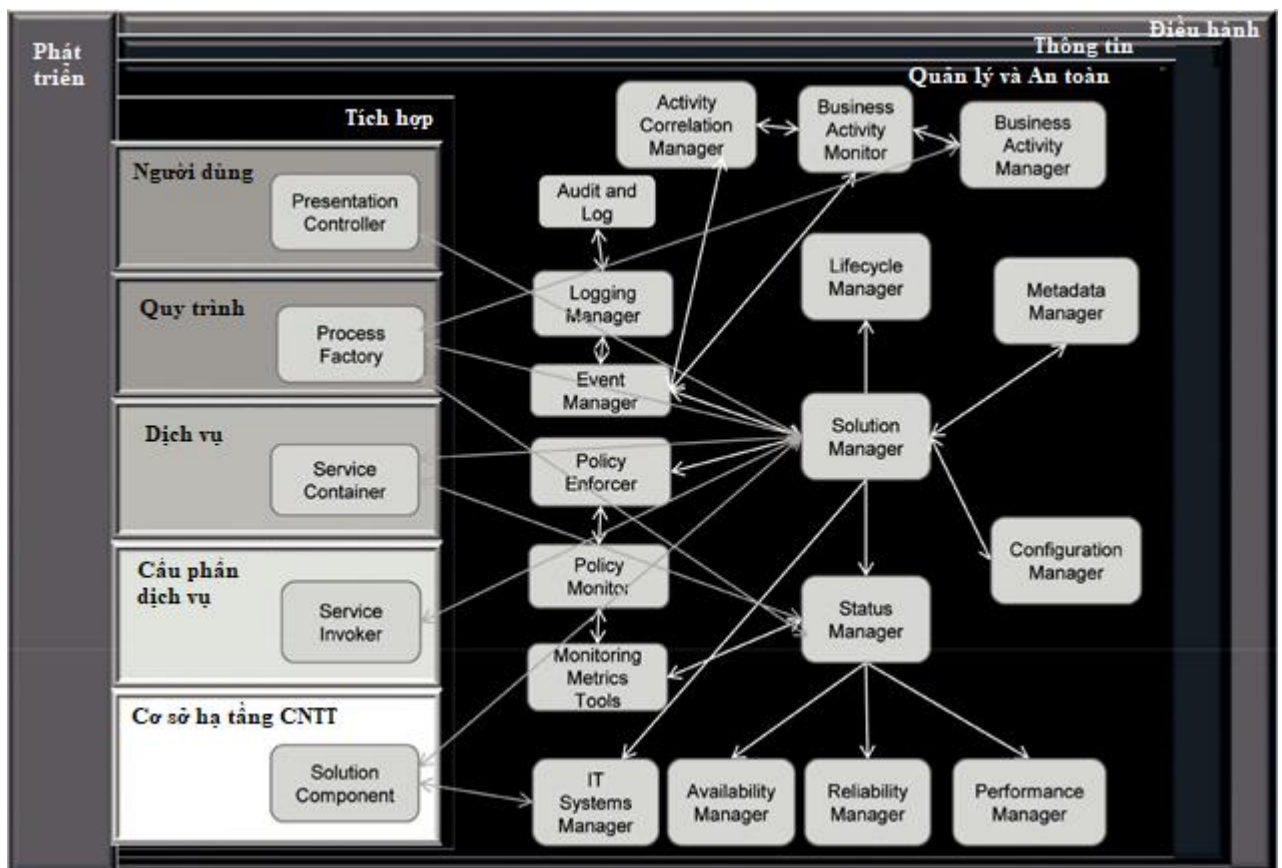 Điều hành
Thông tin
Quản lý và An toàn
Phát
triển
Tích hợp
Người dùng
Presentation
Controller
Quy trình
Process
Factory
Dịch vụ
Service
Container
Cấu phần
dịch vụ
Service
Invoker
Cơ sở hạ tầng CNTT
Solution
Component
Activity
Correlation
Manager
Business
Activity
Monitor
Business
Activity
Manager
Audit and
Log
Logging
Manager
Event
Manager
Lifecycle
Manager
Metadata
Manager
Solution
Manager
Policy
Enforcer
Policy
Monitor
Configuration
Manager
Status
Manager
Monitoring
Metrics
Tools
IT
Systems
Manager
Availability
Manager
Reliability
Manager
Performance
Manager